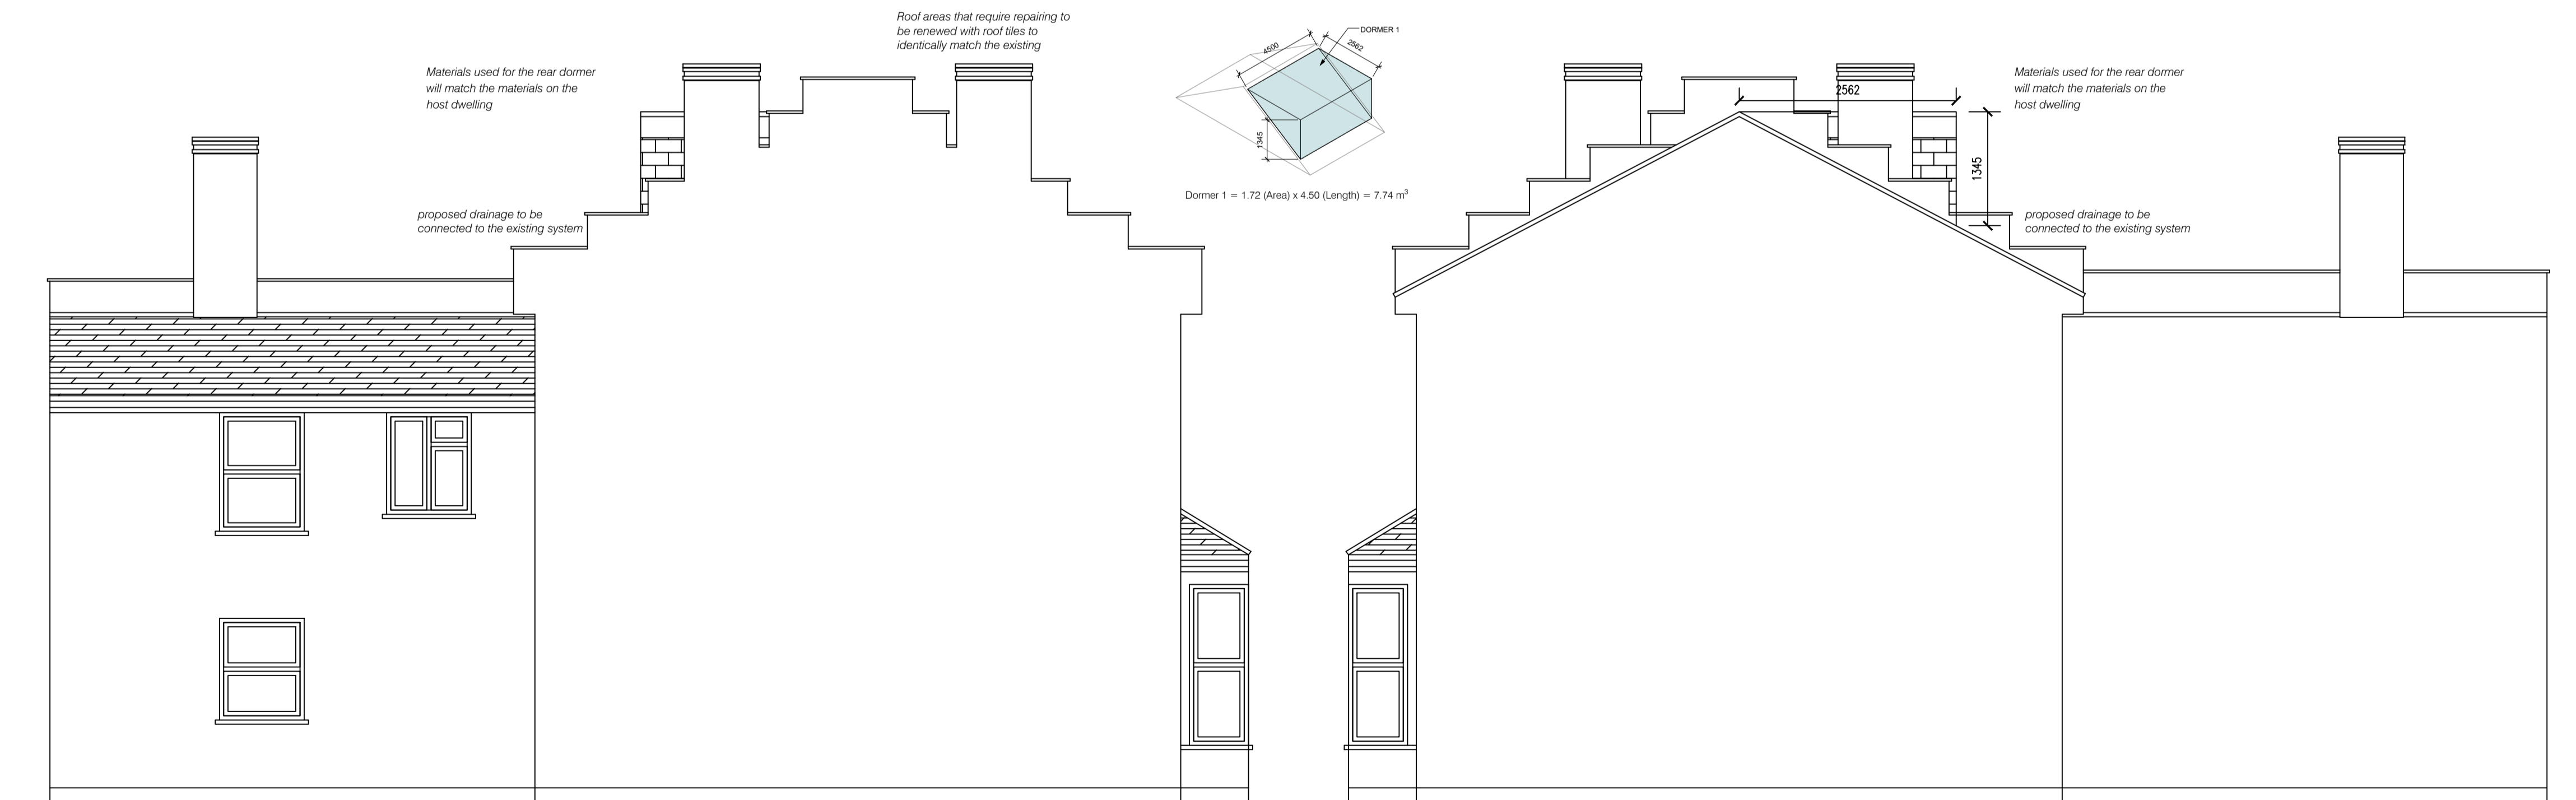 Roof areas that require repairing to
be renewed with roof tiles to
identically match the existing
Materials used for the rear dormer
will match the materials on the
host dwelling
proposed drainage to be
connected to the existing system
4500
2562
DORMER 1
1345
Dormer 1 = 1.72 (Area) x 4.50 (Length) = 7.74 m³
2562
1345
Materials used for the rear dormer
will match the materials on the
host dwelling
proposed drainage to be
connected to the existing system